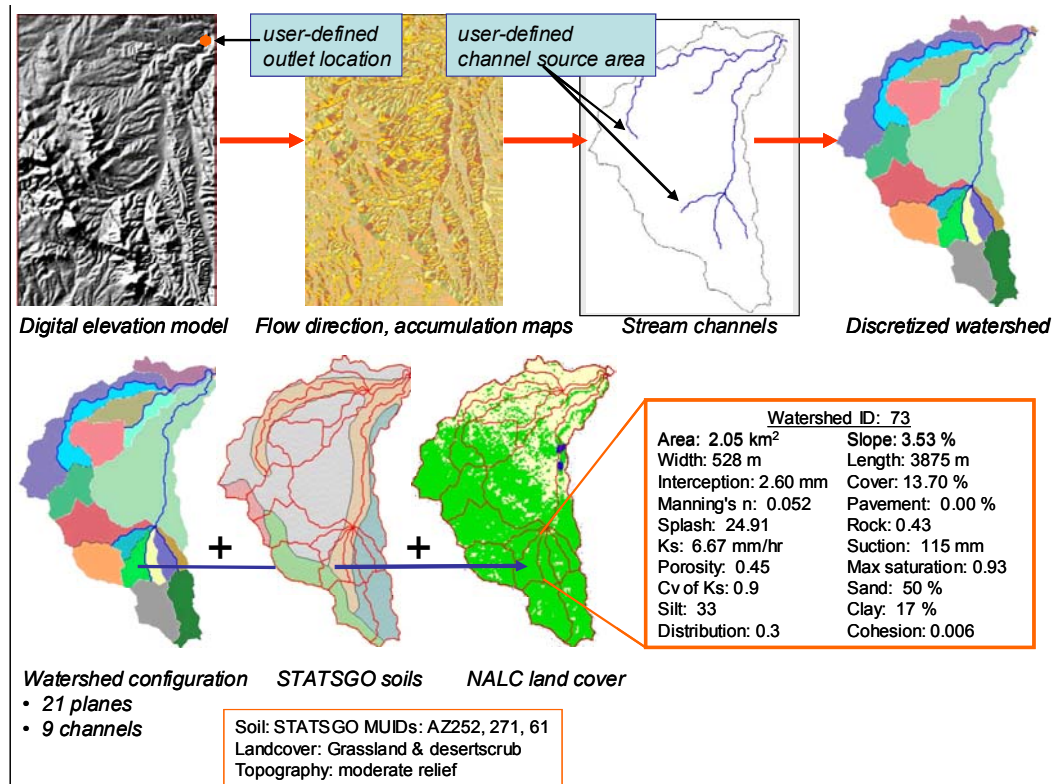 user-defined
outlet location
user-defined
channel source area
Digital elevation model
Flow direction, accumulation maps
Stream channels
Discretized watershed
+
+
Watershed ID: 73
Area: 2.05 km²
Slope: 3.53 %
Width: 528 m
Length: 3875 m
Interception: 2.60 mm
Cover: 13.70 %
Manning's n: 0.052
Pavement: 0.00 %
Splash: 24.91
Rock: 0.43
Ks: 6.67 mm/hr
Suction: 115 mm
Porosity: 0.45
Max saturation: 0.93
Cv of Ks: 0.9
Sand: 50 %
Silt: 33
Clay: 17 %
Distribution: 0.3
Cohesion: 0.006
Watershed configuration
• 21 planes
• 9 channels
STATSGO soils
NALC land cover
Soil: STATSGO MUIDs: AZ252, 271, 61
Landcover: Grassland & desertscrub
Topography: moderate relief